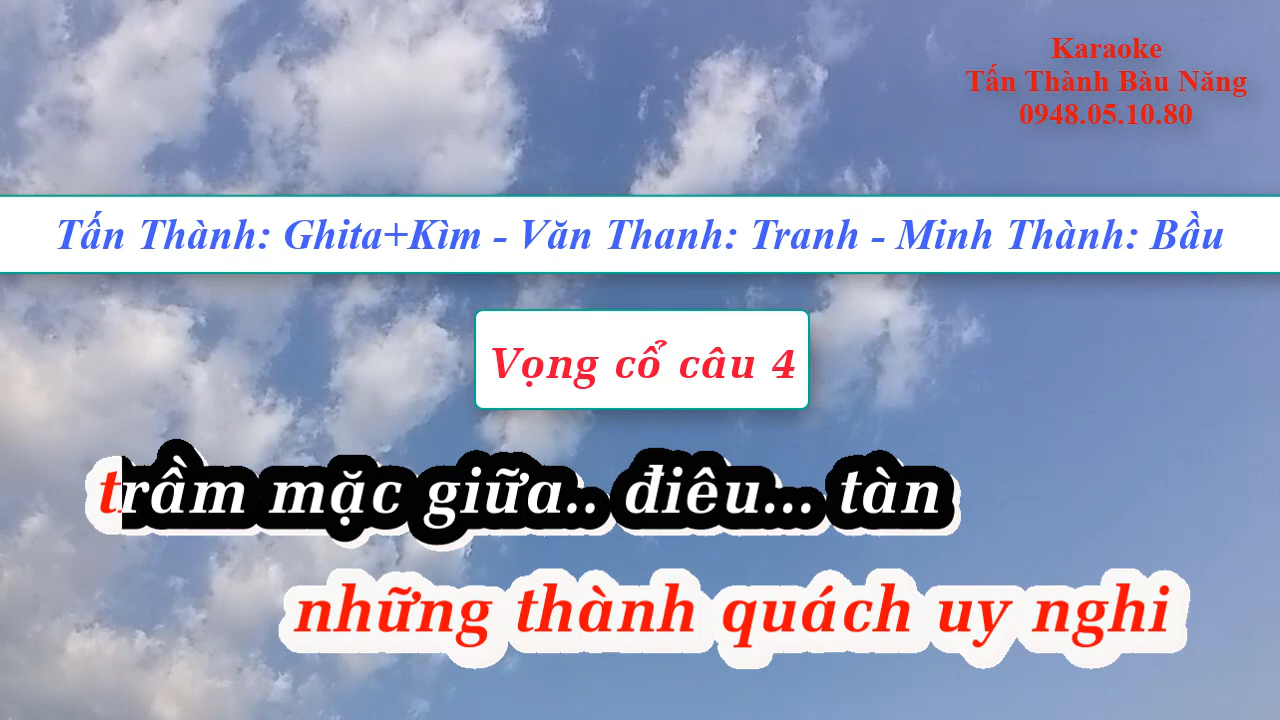 Karaoke
Tấn Thành Bàu Năng
0948.05.10.80
Tấn Thành: Ghita+Kìm - Văn Thanh: Tranh - Minh Thành: Bầu
Vọng cổ câu 4
trầm mặc giữa.. điêu... tàn
những thành quách uy nghi